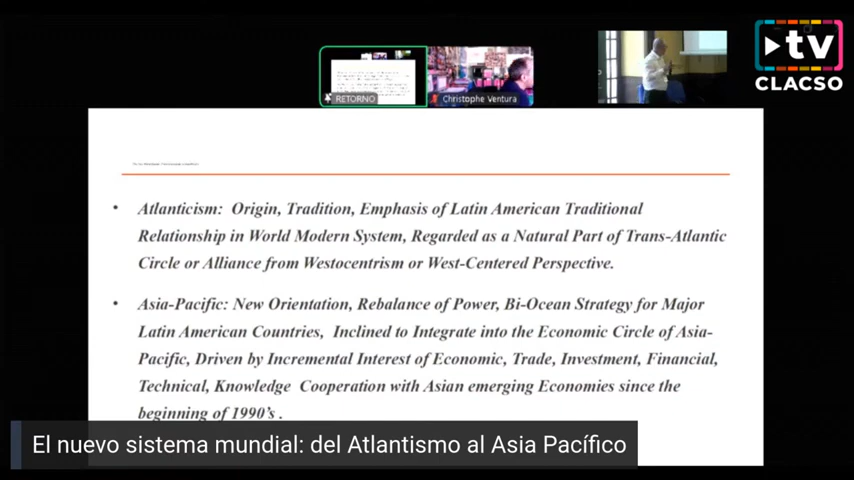 tv
CLACSO
RETORNO
Christophe Ventura
• Atlanticism: Origin, Tradition, Emphasis of Latin American Traditional
Relationship in World Modern System, Regarded as a Natural Part of Trans-Atlantic
Circle or Alliance from Westocentrism or West-Centered Perspective.
• Asia-Pacific: New Orientation, Rebalance of Power, Bi-Ocean Strategy for Major
Latin American Countries, Inclined to Integrate into the Economic Circle of Asia-
Pacific, Driven by Incremental Interest of Economic, Trade, Investment, Financial,
Technical, Knowledge Cooperation with Asian emerging Economies since the
beginning of 1990's .
El nuevo sistema mundial: del Atlantismo al Asia Pacífico